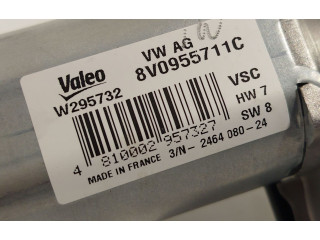 Valeo
VW AG
8V0955711C
W295732
VSC
HW 7
SW 8
4 810002 957327
MADE IN FRANCE 3/N- 2464 080-24